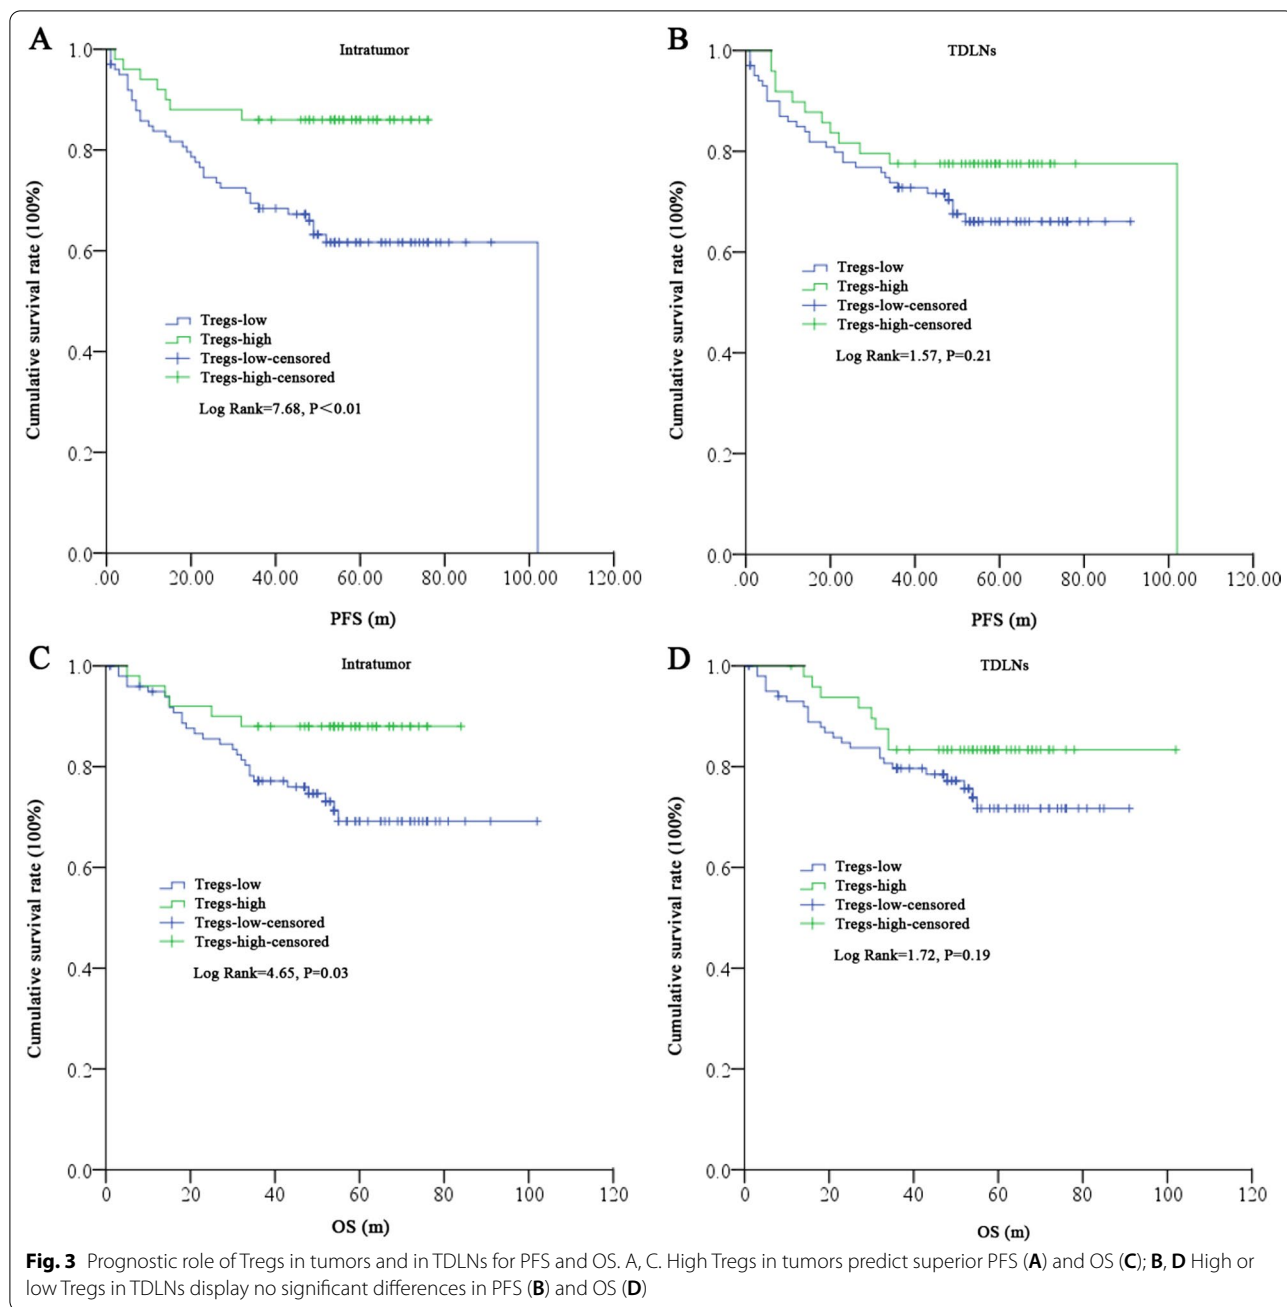 A
Intratumor
1.0
0.8
0.6
0.4
0.2
0.0
Cumulative survival rate (100%)
Tregs-low
Tregs-high
Tregs-low-censored
Tregs-high-censored
Log Rank=7.68, P<0.01
.00 20.00 40.00 60.00 80.00 100.00 120.00
PFS (m)
B
TDLNs
1.0
0.8
0.6
0.4
0.2
0.0
Cumulative survival rate (100%)
Tregs-low
Tregs-high
Tregs-low-censored
Tregs-high-censored
Log Rank=1.57, P=0.21
.00 20.00 40.00 60.00 80.00 100.00 120.00
PFS (m)
C
Intratumor
1.0
0.8
0.6
0.4
0.2
0.0
Cumulative survival rate (100%)
Tregs-low
Tregs-high
Tregs-low-censored
Tregs-high-censored
Log Rank=4.65, P=0.03
0 20 40 60 80 100 120
OS (m)
D
TDLNs
1.0
0.8
0.6
0.4
0.2
0.0
Cumulative survival rate (100%)
Tregs-low
Tregs-high
Tregs-low-censored
Tregs-high-censored
Log Rank=1.72, P=0.19
0 20 40 60 80 100 120
OS (m)
Fig. 3 Prognostic role of Tregs in tumors and in TDLNs for PFS and OS. A, C. High Tregs in tumors predict superior PFS (A) and OS (C); B, D High or
low Tregs in TDLNs display no significant differences in PFS (B) and OS (D)